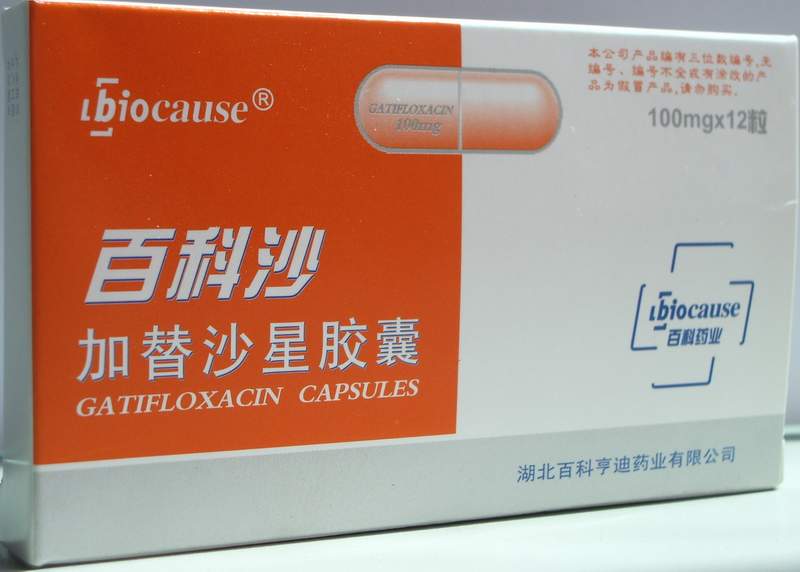 biocause®
GATIFLOXACIN
100mg
本公司产品编有三位数编号,无
编号、编号不全或有涂改的产
品为假冒产品,请勿购买.
100mgx12粒
百科沙
加替沙星胶囊
GATIFLOXACIN CAPSULES
biocause
百科药业
湖北百科亨迪药业有限公司